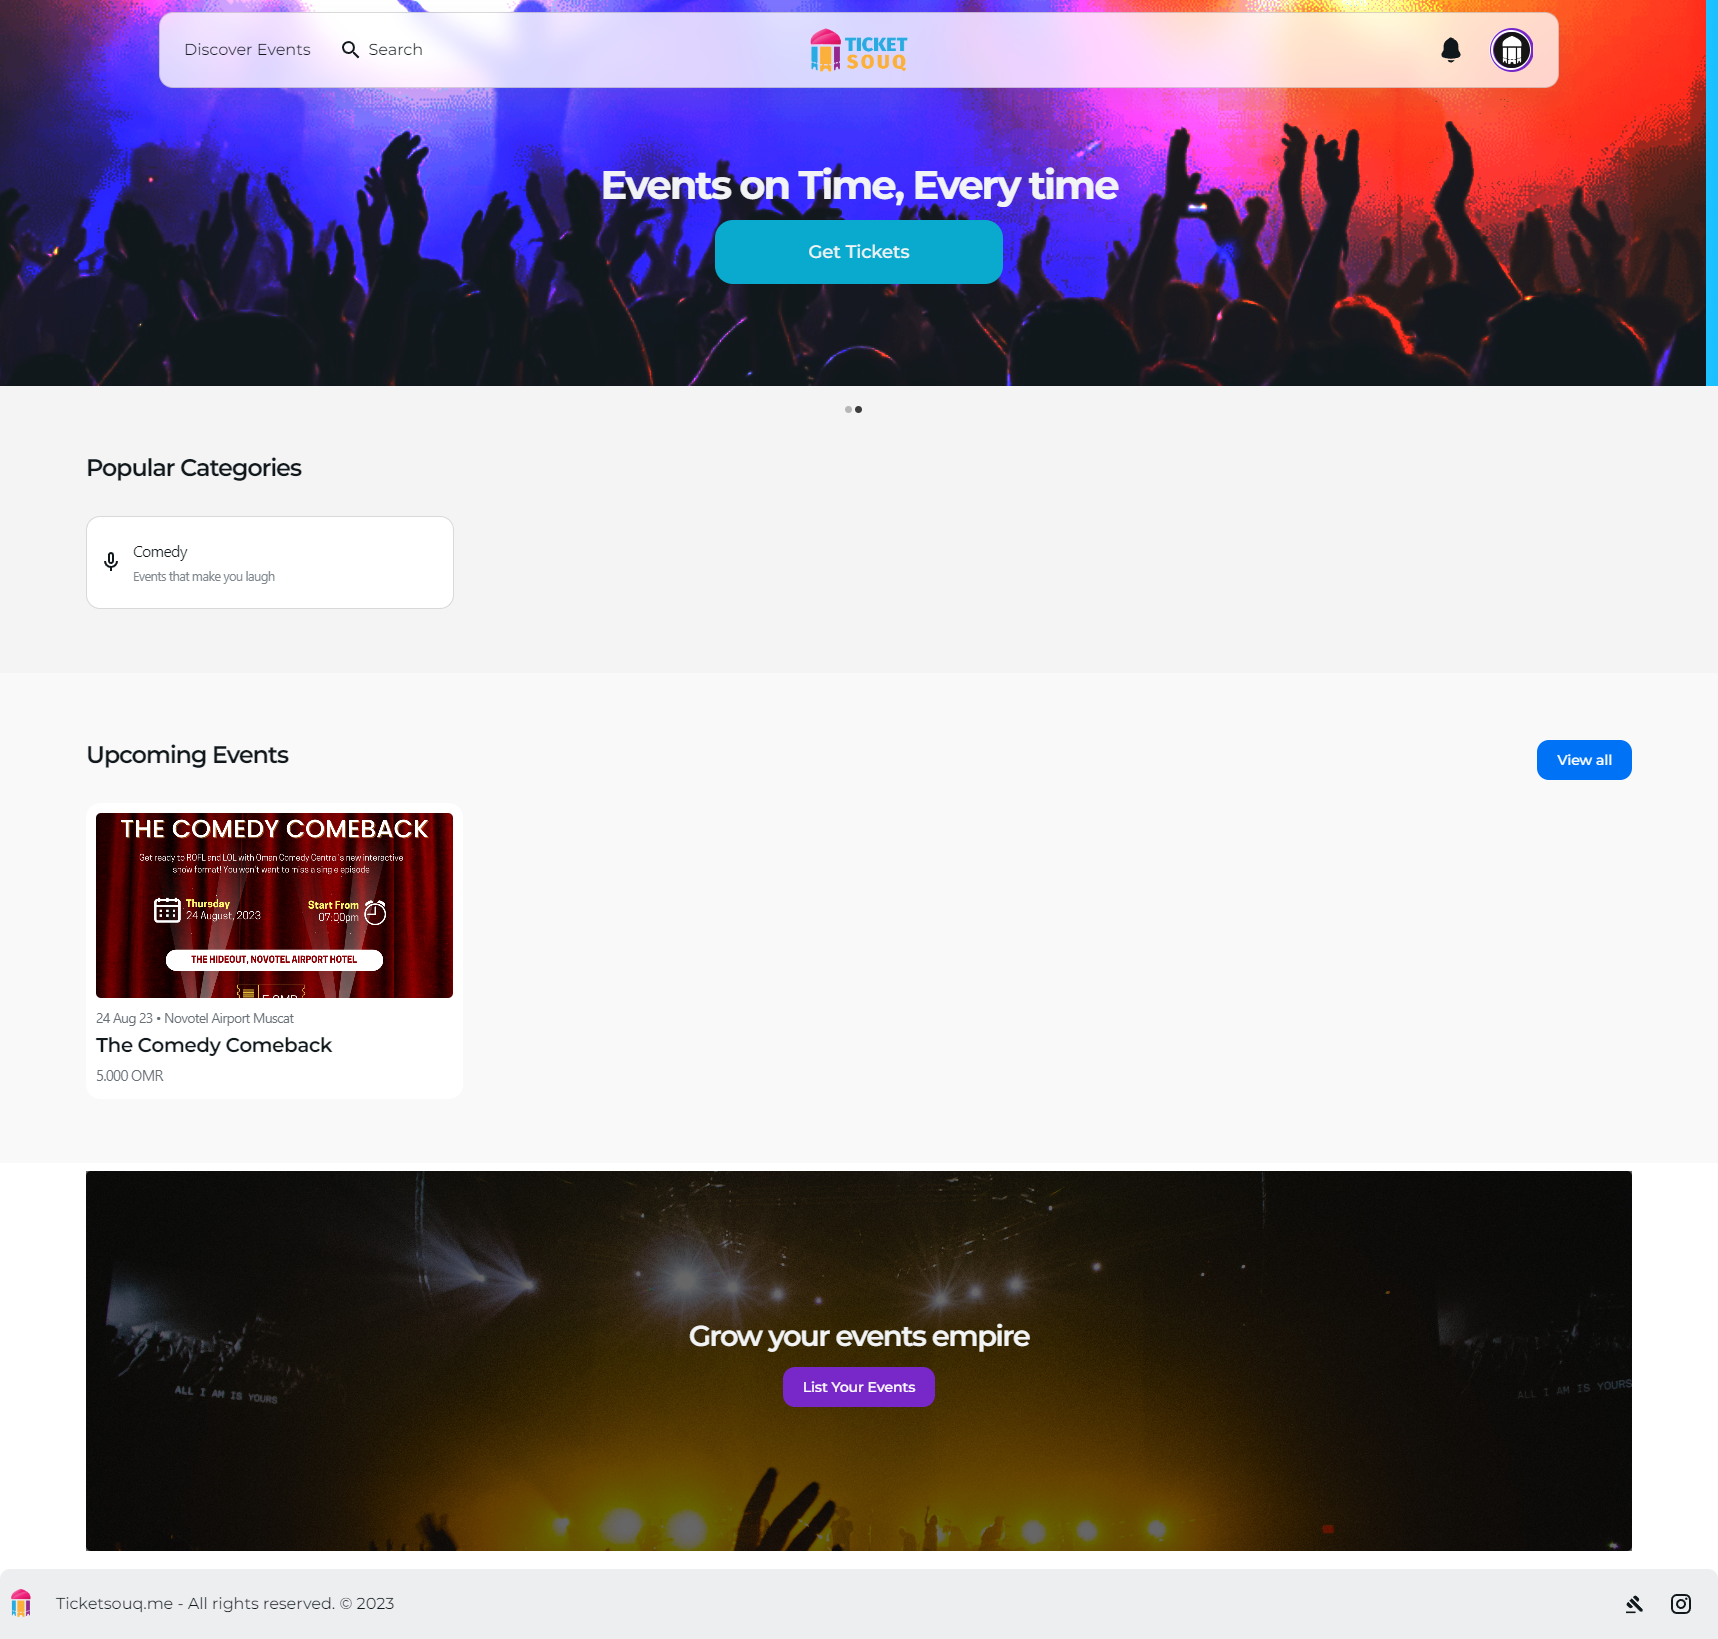 Discover Events
Search
TICKET
SOUQ
Events on Time, Every time
Get Tickets
Popular Categories
Comedy
Events that make you laugh
Upcoming Events
View all
THE COMEDY COMEBACK
Get ready to ROFL and LOL with Oman Comedy Central's new interactive
show format! You won't want to miss a single episode
Thursday
24 August, 2023
Start From
07:00pm
THE HIDEOUT, NOVOTEL AIRPORT HOTEL
5 OMR
24 Aug 23 • Novotel Airport Muscat
The Comedy Comeback
5.000 OMR
Grow your events empire
List Your Events
ALL I AM IS YOURS
ALL I AM IS YOURS
Ticketsouq.me - All rights reserved. © 2023